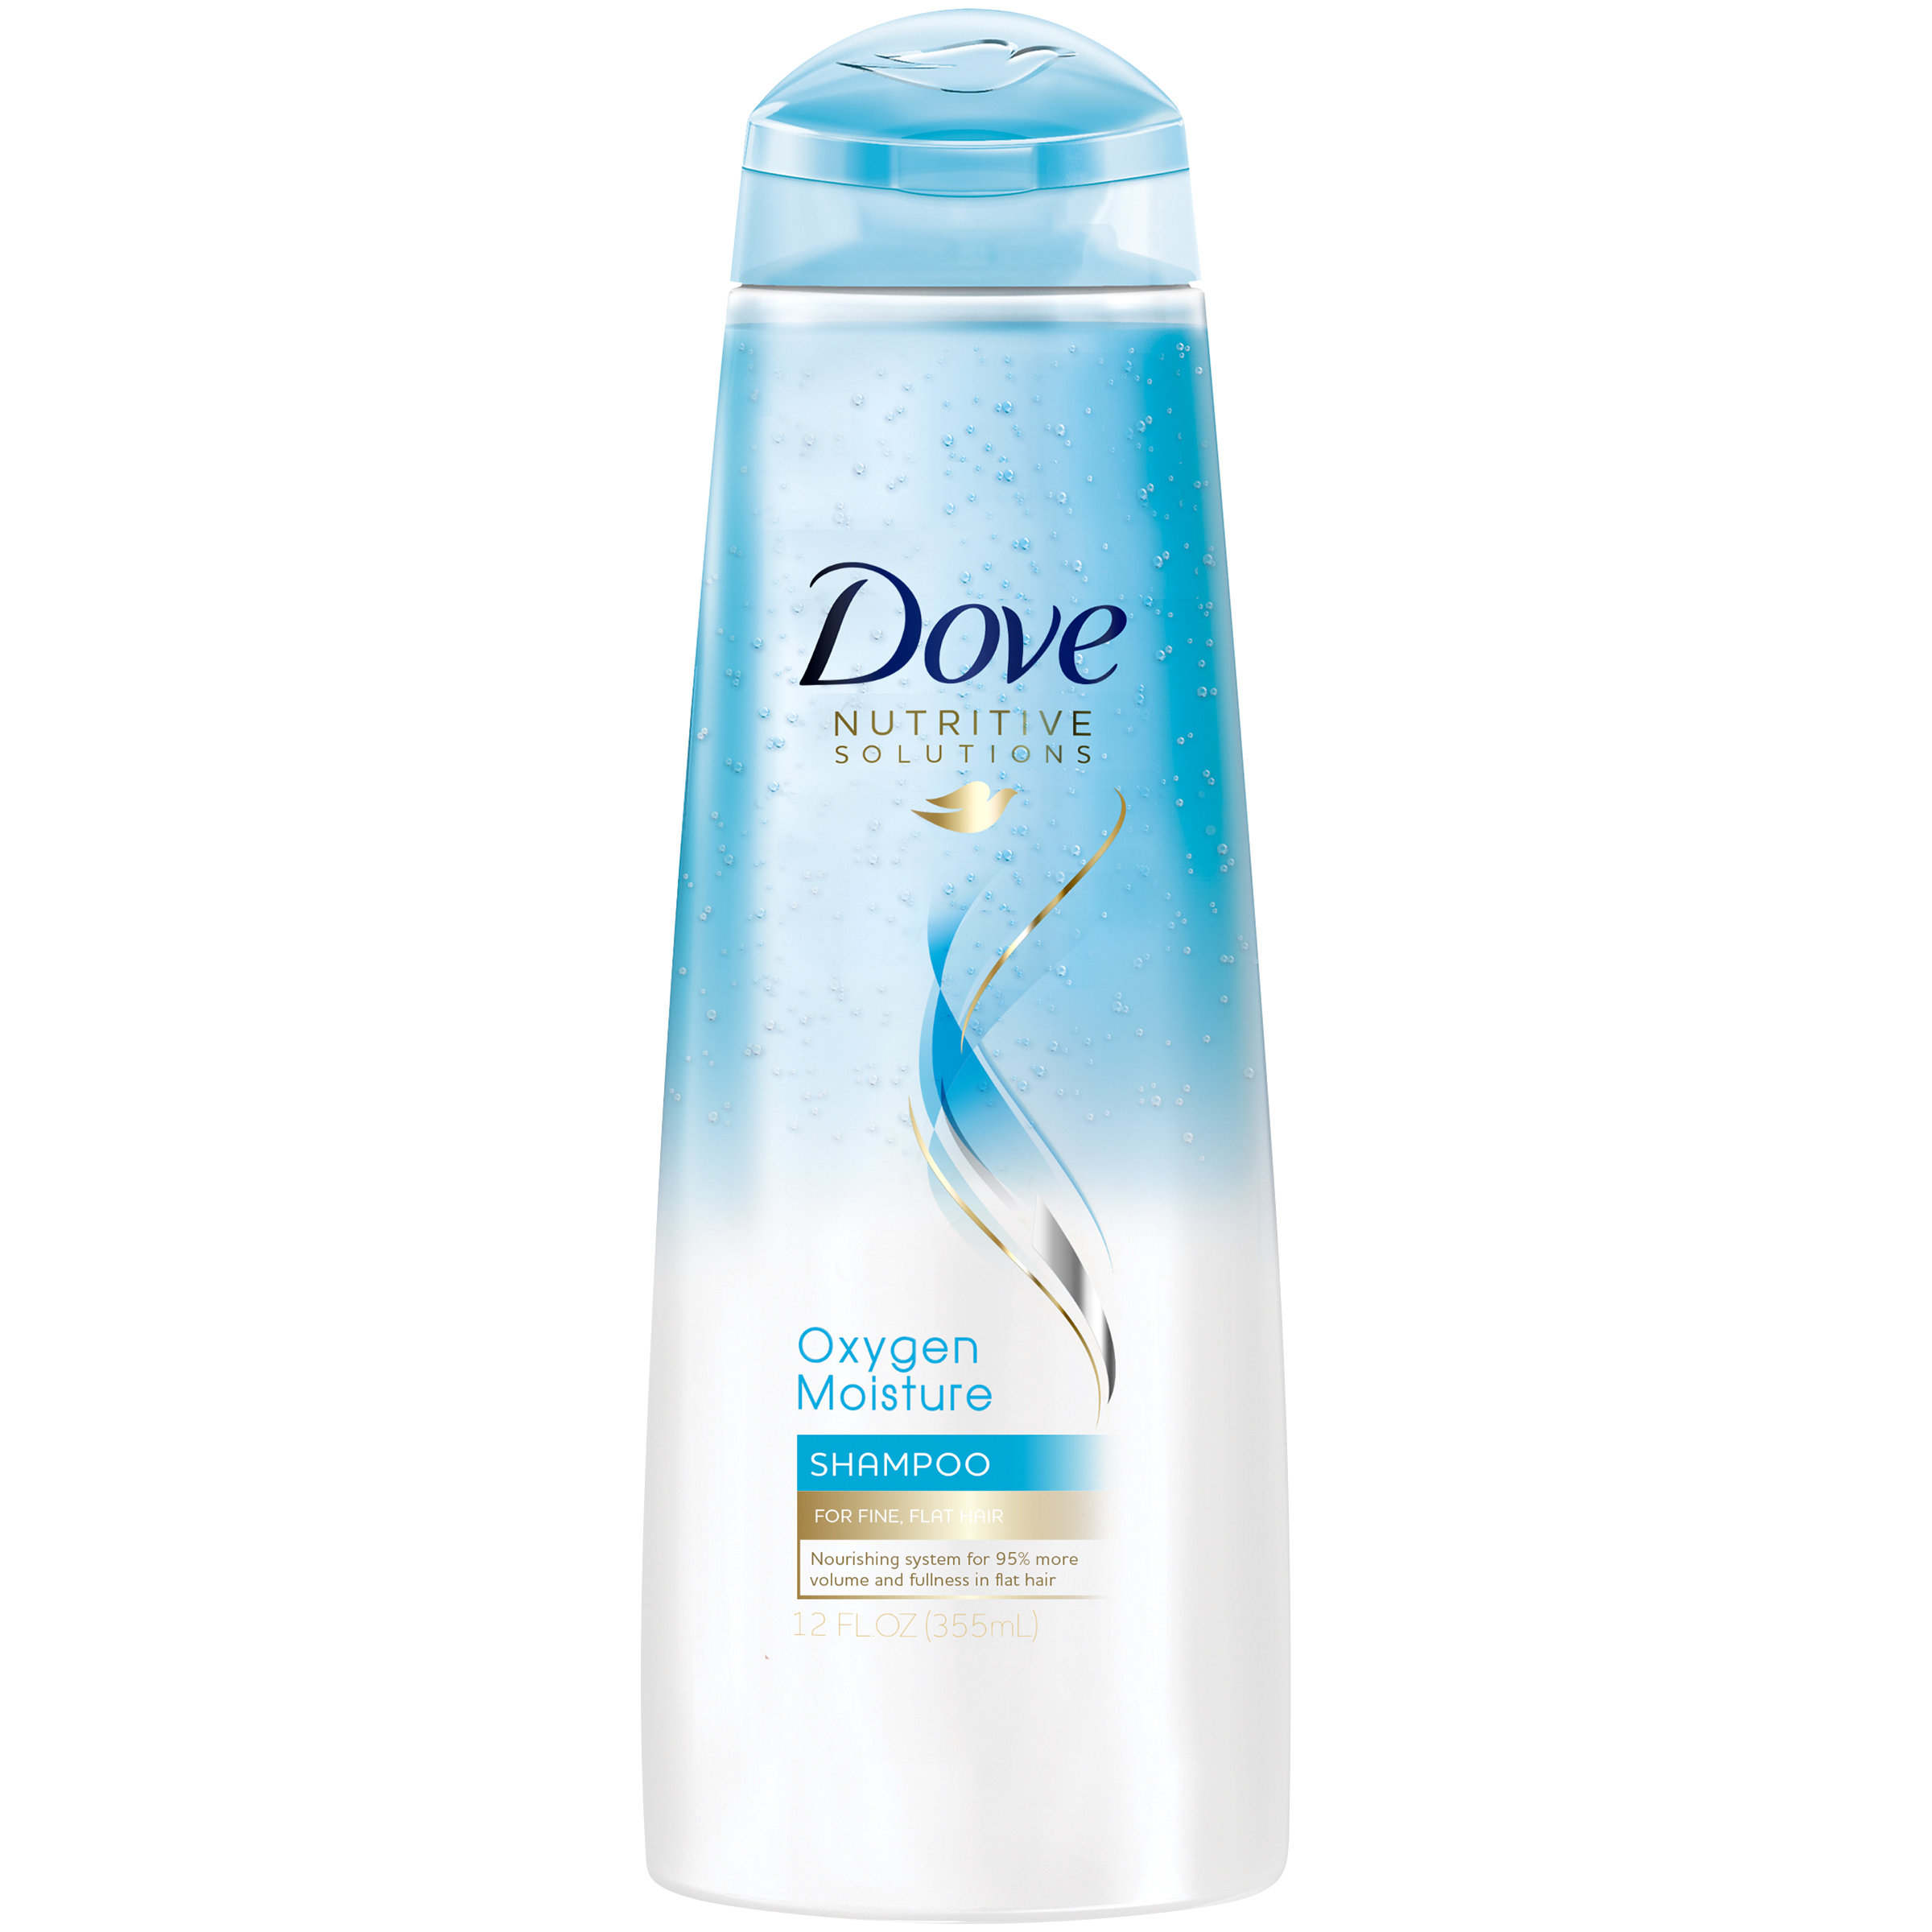 Dove
NUTRITIVE
SOLUTIONS
Oxygen
Moisture
SHAMPOO
FOR FINE, FLAT HAIR
Nourishing system for 95% more
volume and fullness in flat hair
12 FL.OZ (355mL)